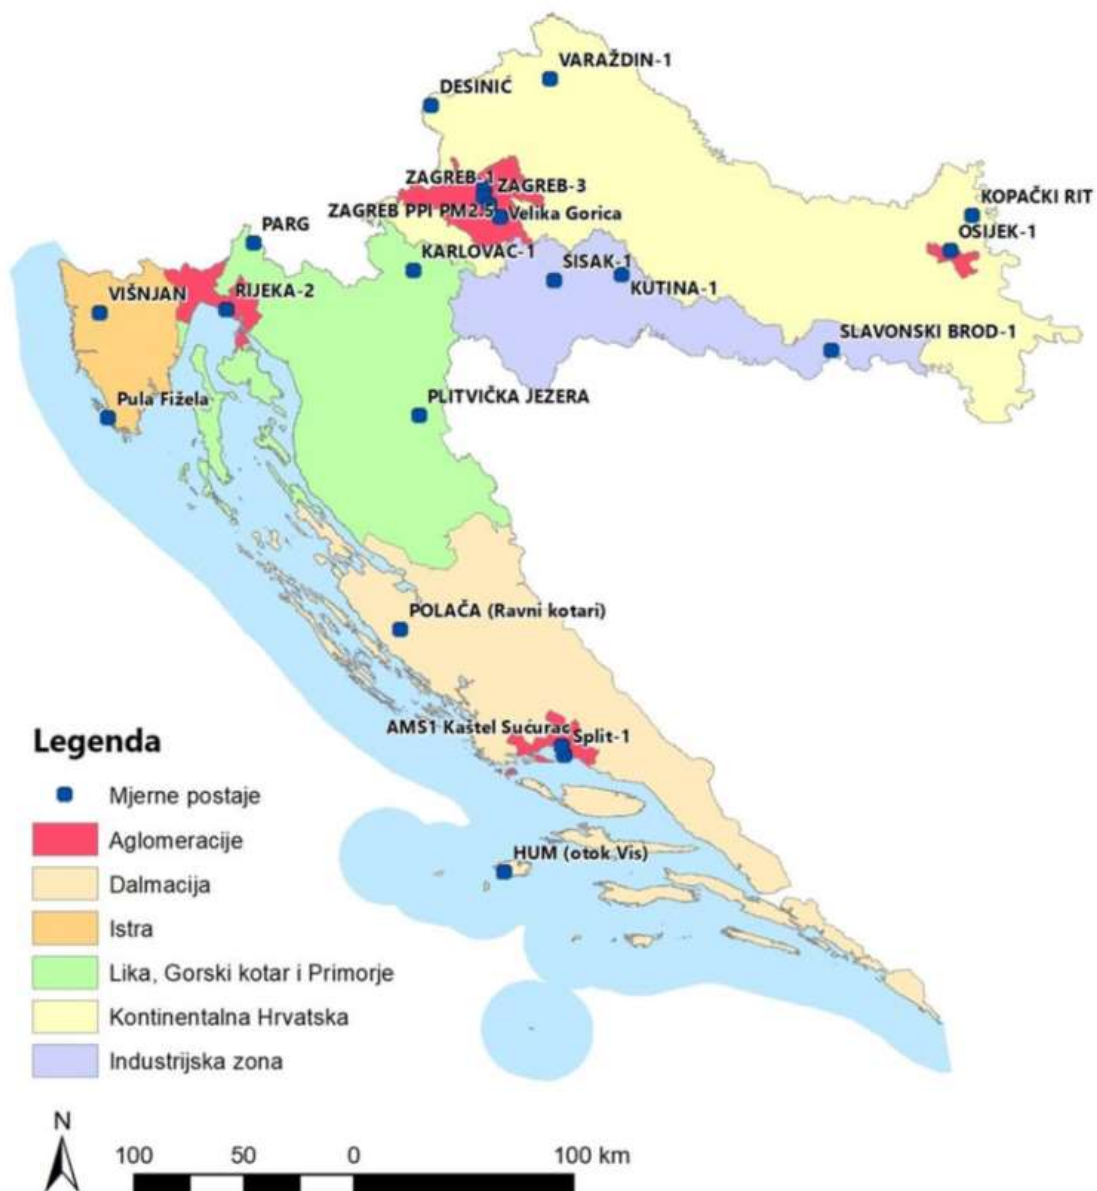 VARAŽDIN-1
DESINIĆ
ZAGREB-1
ZAGREB-3
ZAGREB PPI PM2.5
Velika Gorica
KOPAČKI RIT
OSIJEK-1
PARG
KARLOVAC-1
SISAK-1
KUTINA-1
VIŠNJAN
RIJEKA-2
SLAVONSKI BROD-1
Pula Fižela
PLITVIČKA JEZERA
POLAČA (Ravni kotari)
AMS1 Kaštel Sućurac
Split-1
HUM (otok Vis)
Legenda
Mjerne postaje
Aglomeracije
Dalmacija
Istra
Lika, Gorski kotar i Primorje
Kontinentalna Hrvatska
Industrijska zona
N
100 50 0 100 km